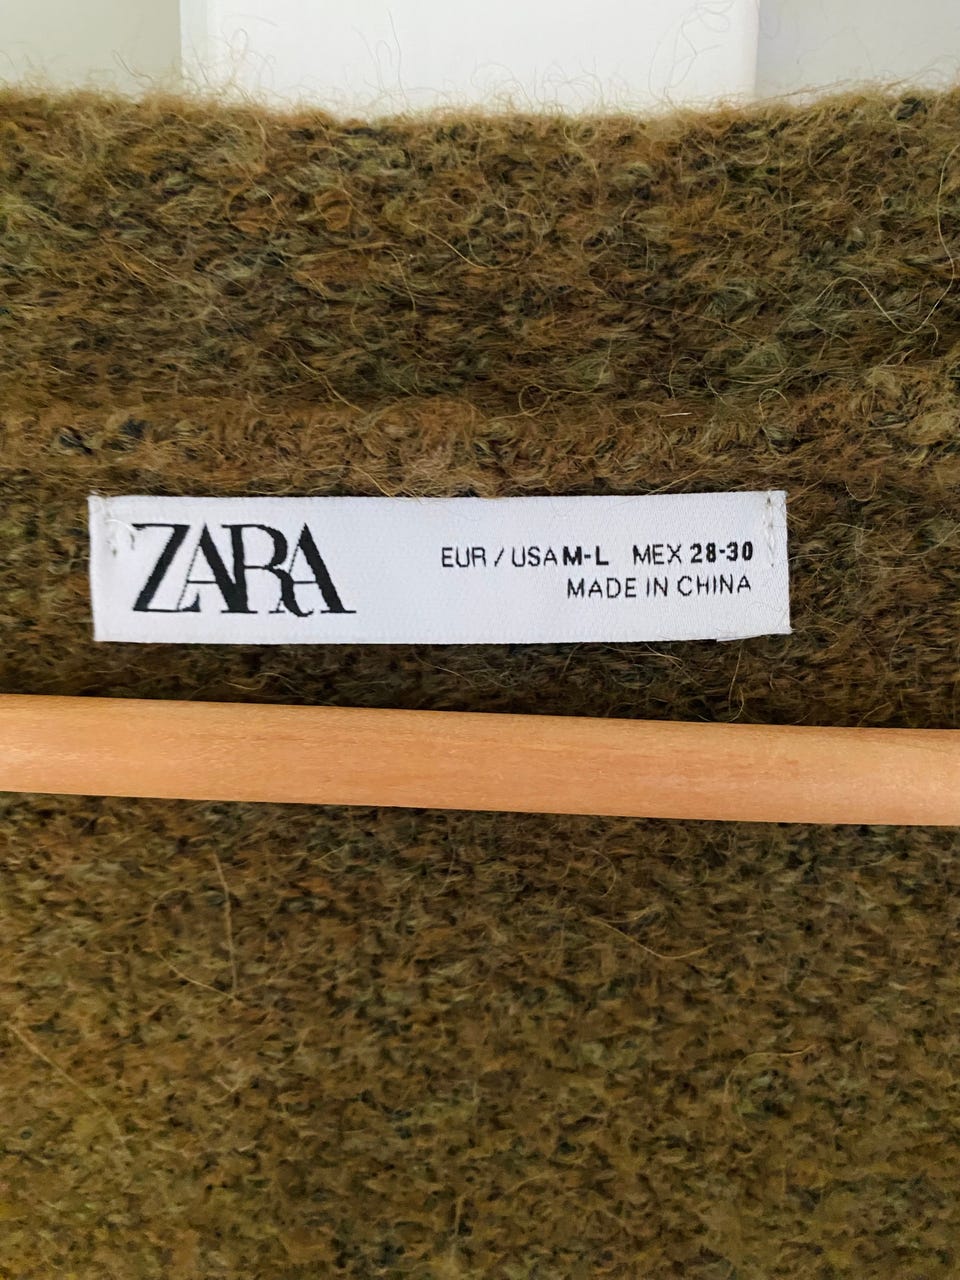 ZARA
EUR / USA M-L MEX 28-30
MADE IN CHINA